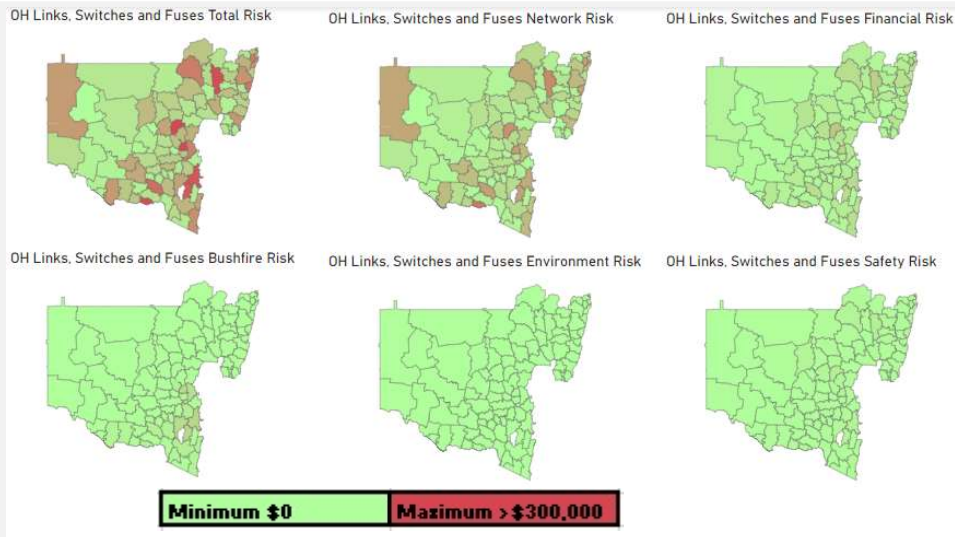 OH Links, Switches and Fuses Total Risk
OH Links, Switches and Fuses Network Risk
OH Links, Switches and Fuses Financial Risk
OH Links, Switches and Fuses Bushfire Risk
OH Links, Switches and Fuses Environment Risk
OH Links, Switches and Fuses Safety Risk
Minimum $0
Maximum >$300,000